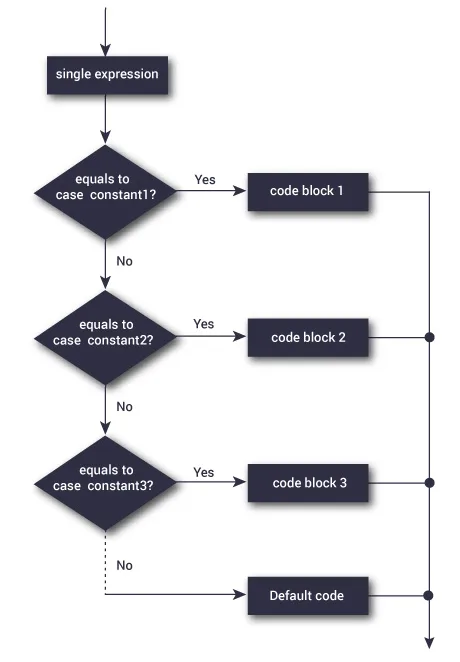 single expression
equals to
case constant1?
Yes
code block 1
No
equals to
case constant2?
Yes
code block 2
No
equals to
case constant3?
Yes
code block 3
No
Default code